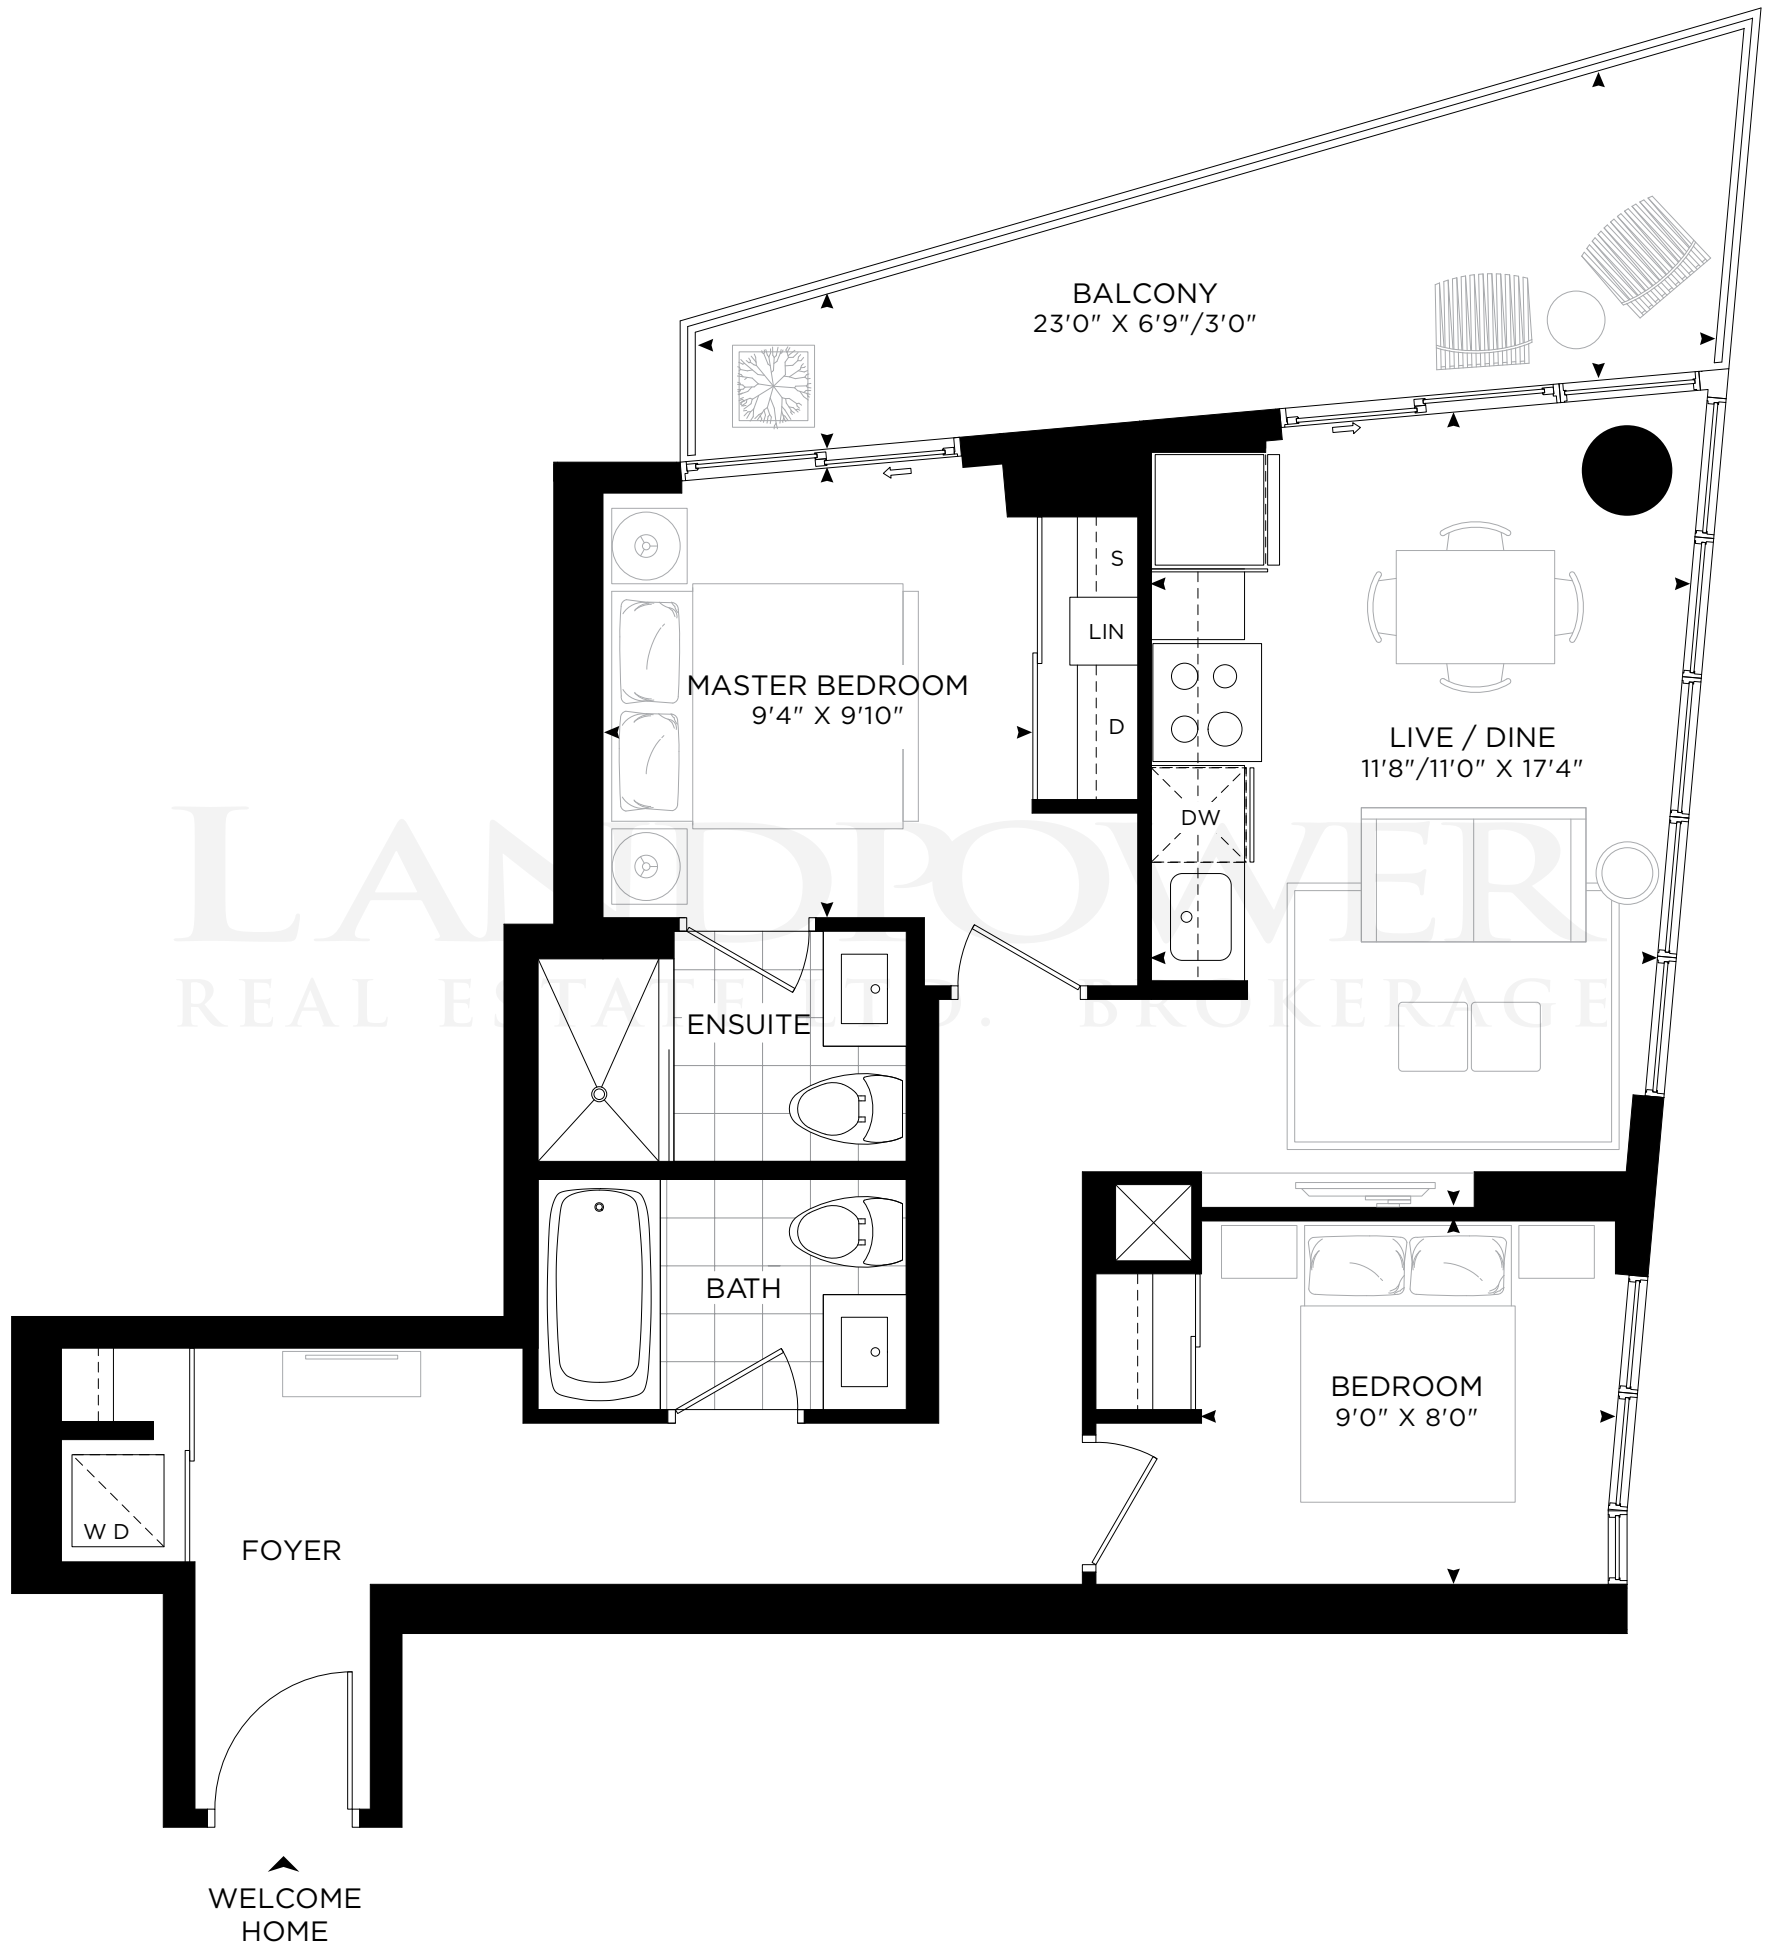 BALCONY
23'0" X 6'9"/3'0"
S
LIN
D
MASTER BEDROOM
9'4" X 9'10"
LIVE / DINE
11'8"/11'0" X 17'4"
DW
LANDPOWER
REAL ESTATE LTD. BROKERAGE
ENSUITE
BATH
BEDROOM
9'0" X 8'0"
W D
FOYER
WELCOME
HOME